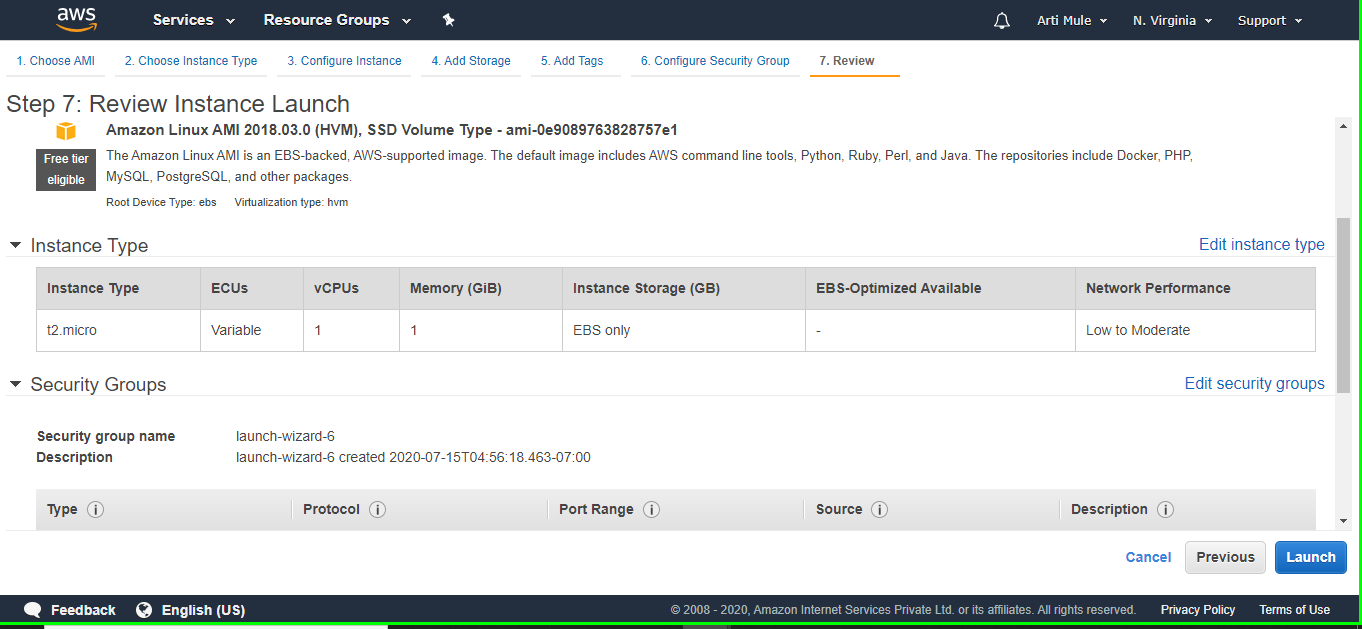 aws Services Resource Groups Arti Mule N. Virginia Support
1. Choose AMI 2. Choose Instance Type 3. Configure Instance 4. Add Storage 5. Add Tags 6. Configure Security Group 7. Review
Step 7: Review Instance Launch
Amazon Linux AMI 2018.03.0 (HVM), SSD Volume Type - ami-0e9089763828757e1
Free tier
eligible
The Amazon Linux AMI is an EBS-backed, AWS-supported image. The default image includes AWS command line tools, Python, Ruby, Perl, and Java. The repositories include Docker, PHP,
MySQL, PostgreSQL, and other packages.
Root Device Type: ebs Virtualization type: hvm
Instance Type Edit instance type
Instance Type ECUs vCPUs Memory (GiB) Instance Storage (GB) EBS-Optimized Available Network Performance
t2.micro Variable 1 1 EBS only - Low to Moderate
Security Groups Edit security groups
Security group name launch-wizard-6
Description launch-wizard-6 created 2020-07-15T04:56:18.463-07:00
Type i Protocol i Port Range i Source i Description i
Cancel Previous Launch
Feedback English (US) © 2008 - 2020, Amazon Internet Services Private Ltd. or its affiliates. All rights reserved. Privacy Policy Terms of Use